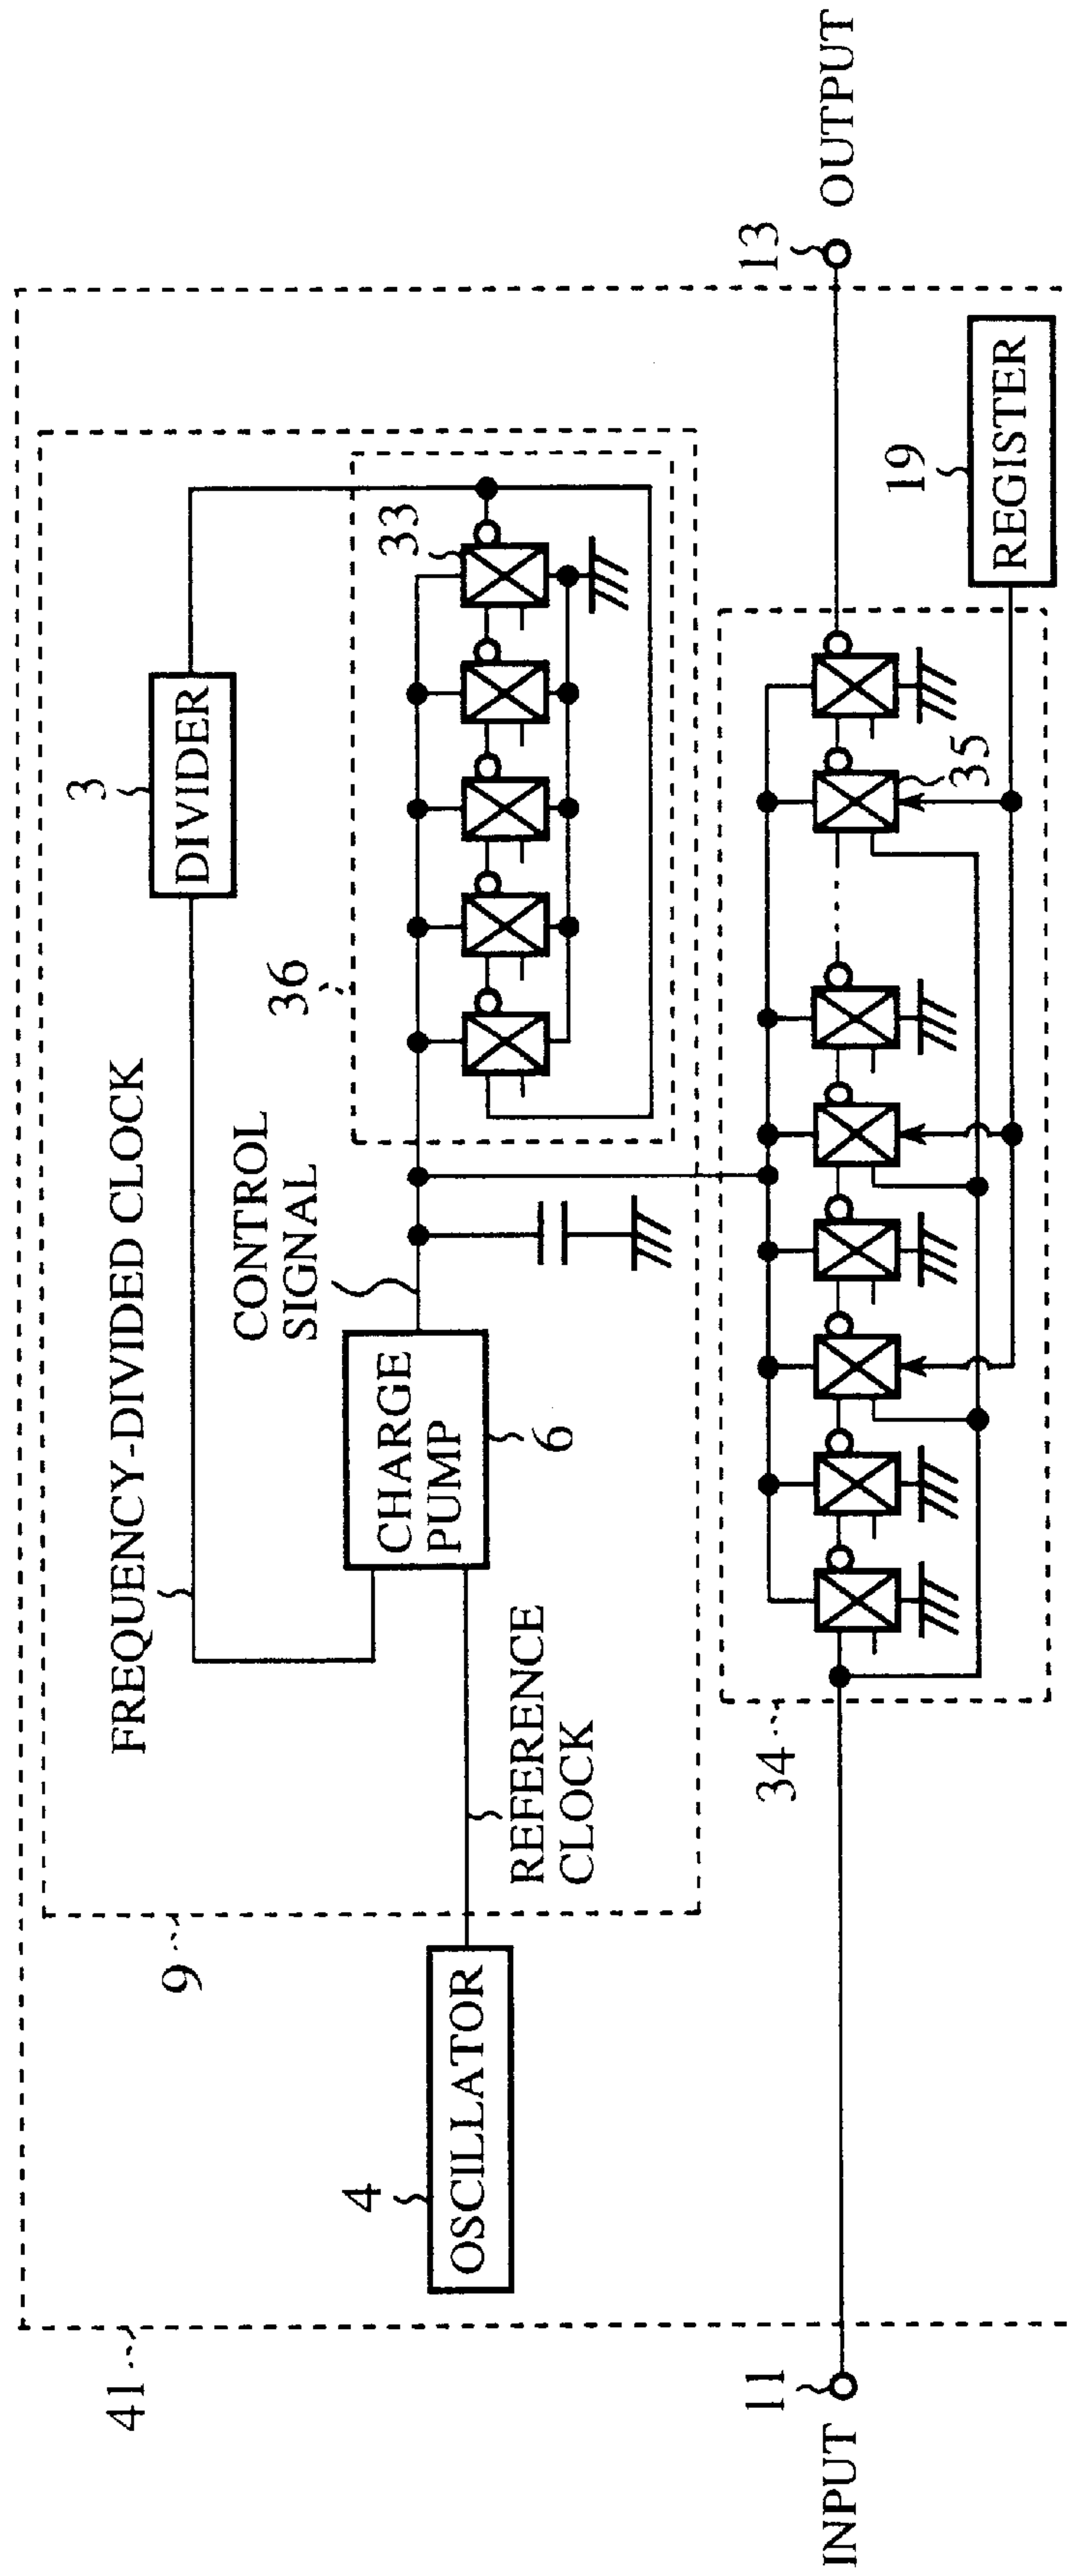 41
9
3
DIVIDER
FREQUENCY-DIVIDED CLOCK
36
33
CONTROL
SIGNAL
CHARGE
PUMP
6
4
OSCILLATOR
REFERENCE
CLOCK
34
35
19
REGISTER
11
INPUT
13
OUTPUT